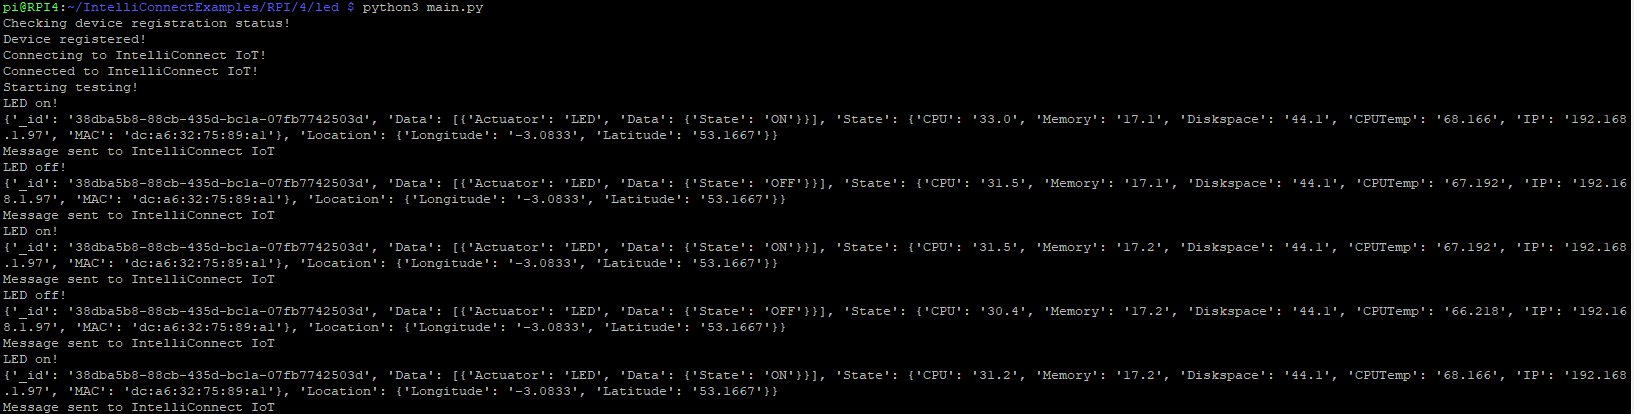 pi@RPI4:~/IntelliConnectExamples/RPI/4/led $ python3 main.py
Checking device registration status!
Device registered!
Connecting to IntelliConnect IoT!
Connected to IntelliConnect IoT!
Starting testing!
LED on!
{'_id': '38dba5b8-88cb-435d-bc1a-07fb7742503d', 'Data': [{'Actuator': 'LED', 'Data': {'State': 'ON'}}], 'State': {'CPU': '33.0', 'Memory': '17.1', 'Diskspace': '44.1', 'CPUTemp': '68.166', 'IP': '192.168
.1.97', 'MAC': 'dc:a6:32:75:89:a1'}, 'Location': {'Longitude': '-3.0833', 'Latitude': '53.1667'}}
Message sent to IntelliConnect IoT
LED off!
{'_id': '38dba5b8-88cb-435d-bc1a-07fb7742503d', 'Data': [{'Actuator': 'LED', 'Data': {'State': 'OFF'}}], 'State': {'CPU': '31.5', 'Memory': '17.1', 'Diskspace': '44.1', 'CPUTemp': '67.192', 'IP': '192.16
8.1.97', 'MAC': 'dc:a6:32:75:89:a1'}, 'Location': {'Longitude': '-3.0833', 'Latitude': '53.1667'}}
Message sent to IntelliConnect IoT
LED on!
{'_id': '38dba5b8-88cb-435d-bc1a-07fb7742503d', 'Data': [{'Actuator': 'LED', 'Data': {'State': 'ON'}}], 'State': {'CPU': '31.5', 'Memory': '17.2', 'Diskspace': '44.1', 'CPUTemp': '67.192', 'IP': '192.168
.1.97', 'MAC': 'dc:a6:32:75:89:a1'}, 'Location': {'Longitude': '-3.0833', 'Latitude': '53.1667'}}
Message sent to IntelliConnect IoT
LED off!
{'_id': '38dba5b8-88cb-435d-bc1a-07fb7742503d', 'Data': [{'Actuator': 'LED', 'Data': {'State': 'OFF'}}], 'State': {'CPU': '30.4', 'Memory': '17.2', 'Diskspace': '44.1', 'CPUTemp': '66.218', 'IP': '192.16
8.1.97', 'MAC': 'dc:a6:32:75:89:a1'}, 'Location': {'Longitude': '-3.0833', 'Latitude': '53.1667'}}
Message sent to IntelliConnect IoT
LED on!
{'_id': '38dba5b8-88cb-435d-bc1a-07fb7742503d', 'Data': [{'Actuator': 'LED', 'Data': {'State': 'ON'}}], 'State': {'CPU': '31.2', 'Memory': '17.2', 'Diskspace': '44.1', 'CPUTemp': '68.166', 'IP': '192.168
.1.97', 'MAC': 'dc:a6:32:75:89:a1'}, 'Location': {'Longitude': '-3.0833', 'Latitude': '53.1667'}}
Message sent to IntelliConnect IoT